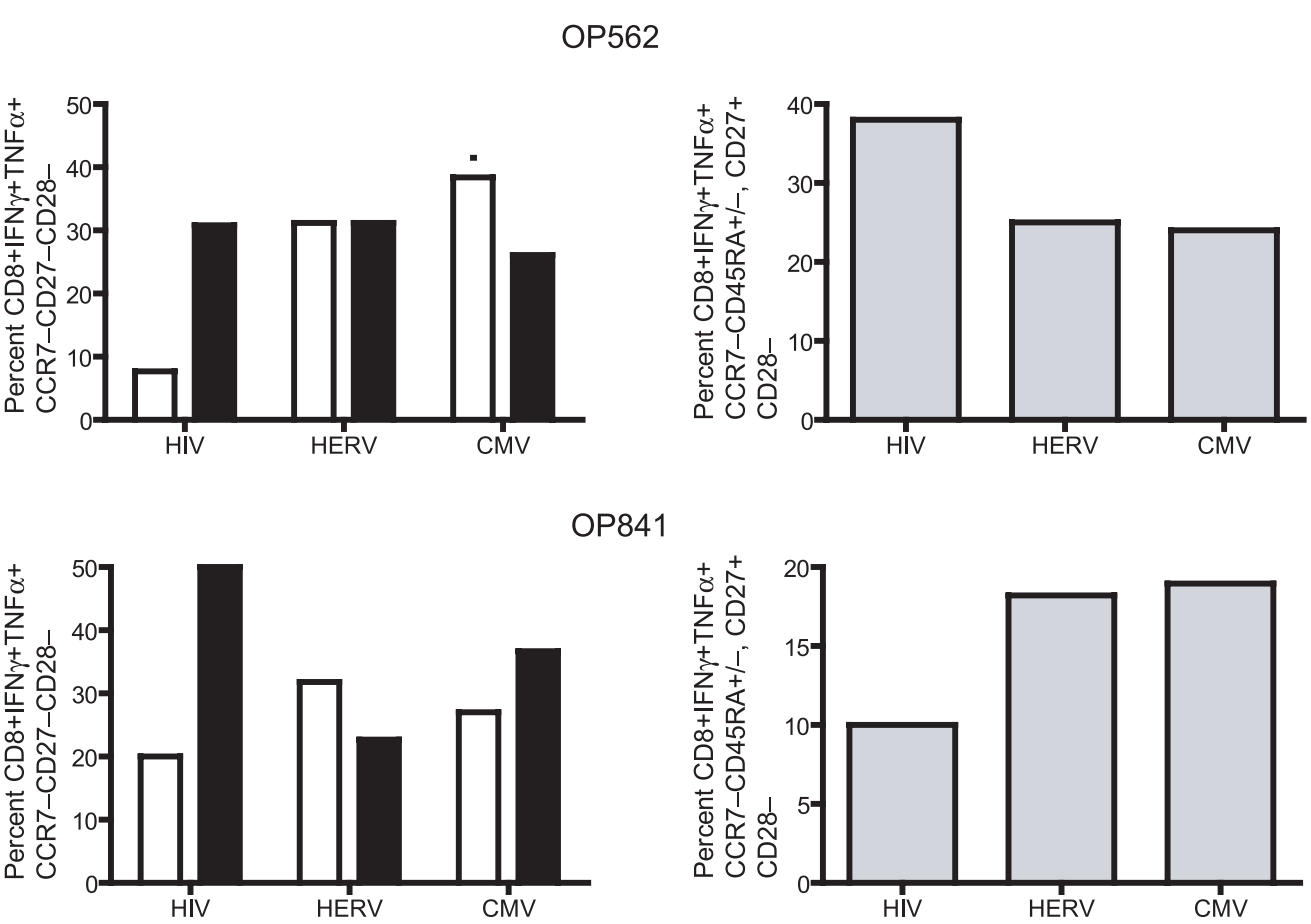 OP562
Percent CD8+IFNγ+TNFα+
CCR7–CD27–CD28–
50
40
30
20
10
0
HIV HERV CMV
Percent CD8+IFNγ+TNFα+
CCR7–CD45RA+/–, CD27+
CD28–
40
30
20
10
0
HIV HERV CMV
OP841
Percent CD8+IFNγ+TNFα+
CCR7–CD27–CD28–
50
40
30
20
10
0
HIV HERV CMV
Percent CD8+IFNγ+TNFα+
CCR7–CD45RA+/–, CD27+
CD28–
20
15
10
5
0
HIV HERV CMV